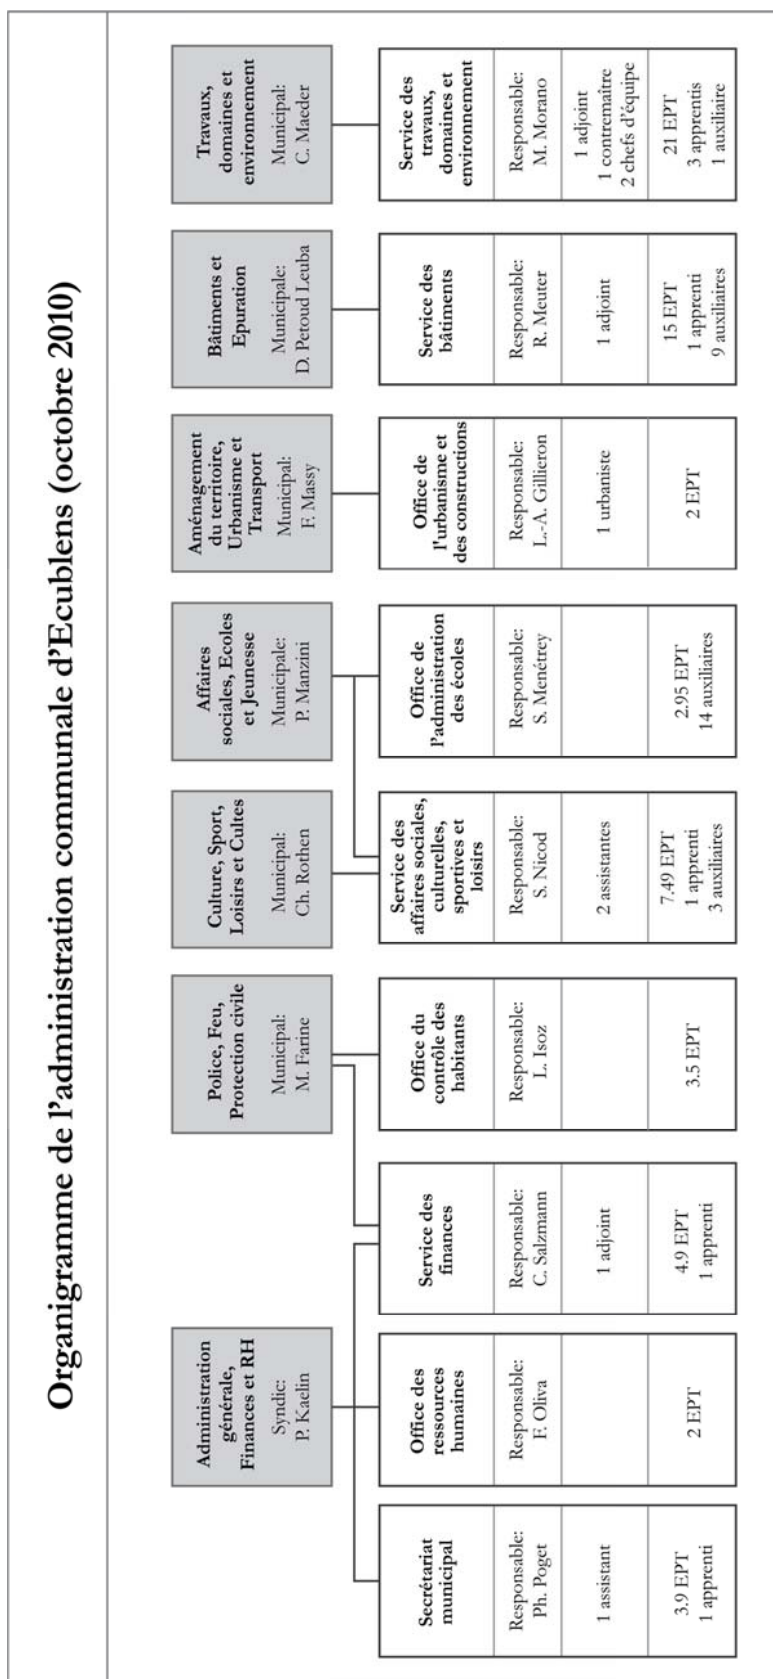 Organigramme de l'administration communale d'Ecublens (octobre 2010)
Administration
générale,
Finances et RH
Syndic:
P. Kaelin
Police, Feu,
Protection civile
Municipal:
M. Farine
Culture, Sport,
Loisirs et Cultes
Municipal:
Ch. Rothen
Affaires
sociales, Ecoles
et Jeunesse
Municipale:
P. Manzini
Aménagement
du territoire,
Urbanisme et
Transport
Municipal:
F. Massy
Bâtiments et
Epuration
Municipale:
D. Petoud Leuba
Travaux,
domaines et
environnement
Municipal:
C. Maeder
Secrétariat
municipal
Responsable:
Ph. Poget
1 assistant
3.9 EPT
1 apprenti
Office des
ressources
humaines
Responsable:
F. Oliva
2 EPT
Service des
finances
Responsable:
C. Salzmann
1 adjoint
4.9 EPT
1 apprenti
Office du
contrôle des
habitants
Responsable:
L. Isoz
3.5 EPT
Service des
affaires sociales,
culturelles,
sportives et
loisirs
Responsable:
S. Nicod
2 assistantes
7.49 EPT
1 apprenti
3 auxiliaires
Office de
l'administration
des écoles
Responsable:
S. Menétrey
2.95 EPT
14 auxiliaires
Office de
l'urbanisme et
des constructions
Responsable:
L.-A. Gillieron
1 urbaniste
2 EPT
Service des
bâtiments
Responsable:
R. Meuter
1 adjoint
15 EPT
1 apprenti
9 auxiliaires
Service des
travaux,
domaines et
environnement
Responsable:
M. Morano
1 adjoint
1 contremaître
2 chefs d'équipe
21 EPT
3 apprentis
1 auxiliaire